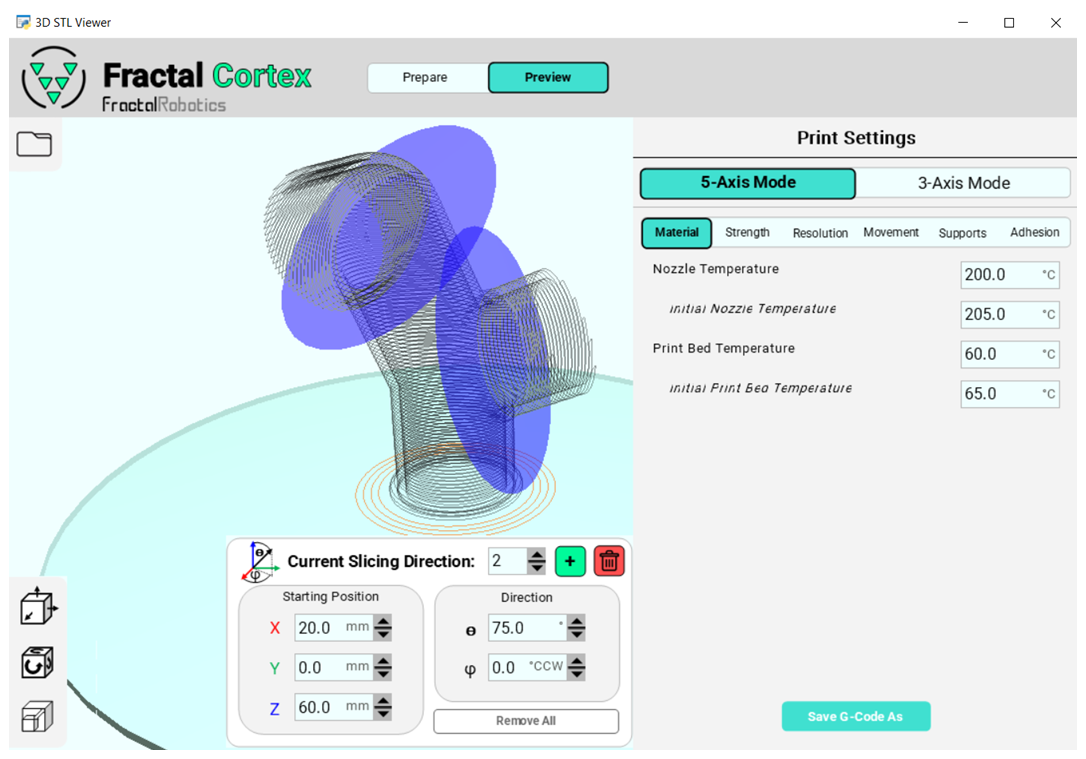 3D STL Viewer
Fractal Cortex
FractalRobotics
Prepare
Preview
Print Settings
5-Axis Mode
3-Axis Mode
Material
Strength
Resolution
Movement
Supports
Adhesion
Nozzle Temperature
200.0 °C
Initial Nozzle Temperature
205.0 °C
Print Bed Temperature
60.0 °C
Initial Print Bed Temperature
65.0 °C
θ
φ
Current Slicing Direction:
2
+
Starting Position
X
20.0 mm
Y
0.0 mm
Z
60.0 mm
Direction
θ
75.0 °
φ
0.0 °CCW
Remove All
Save G-Code As